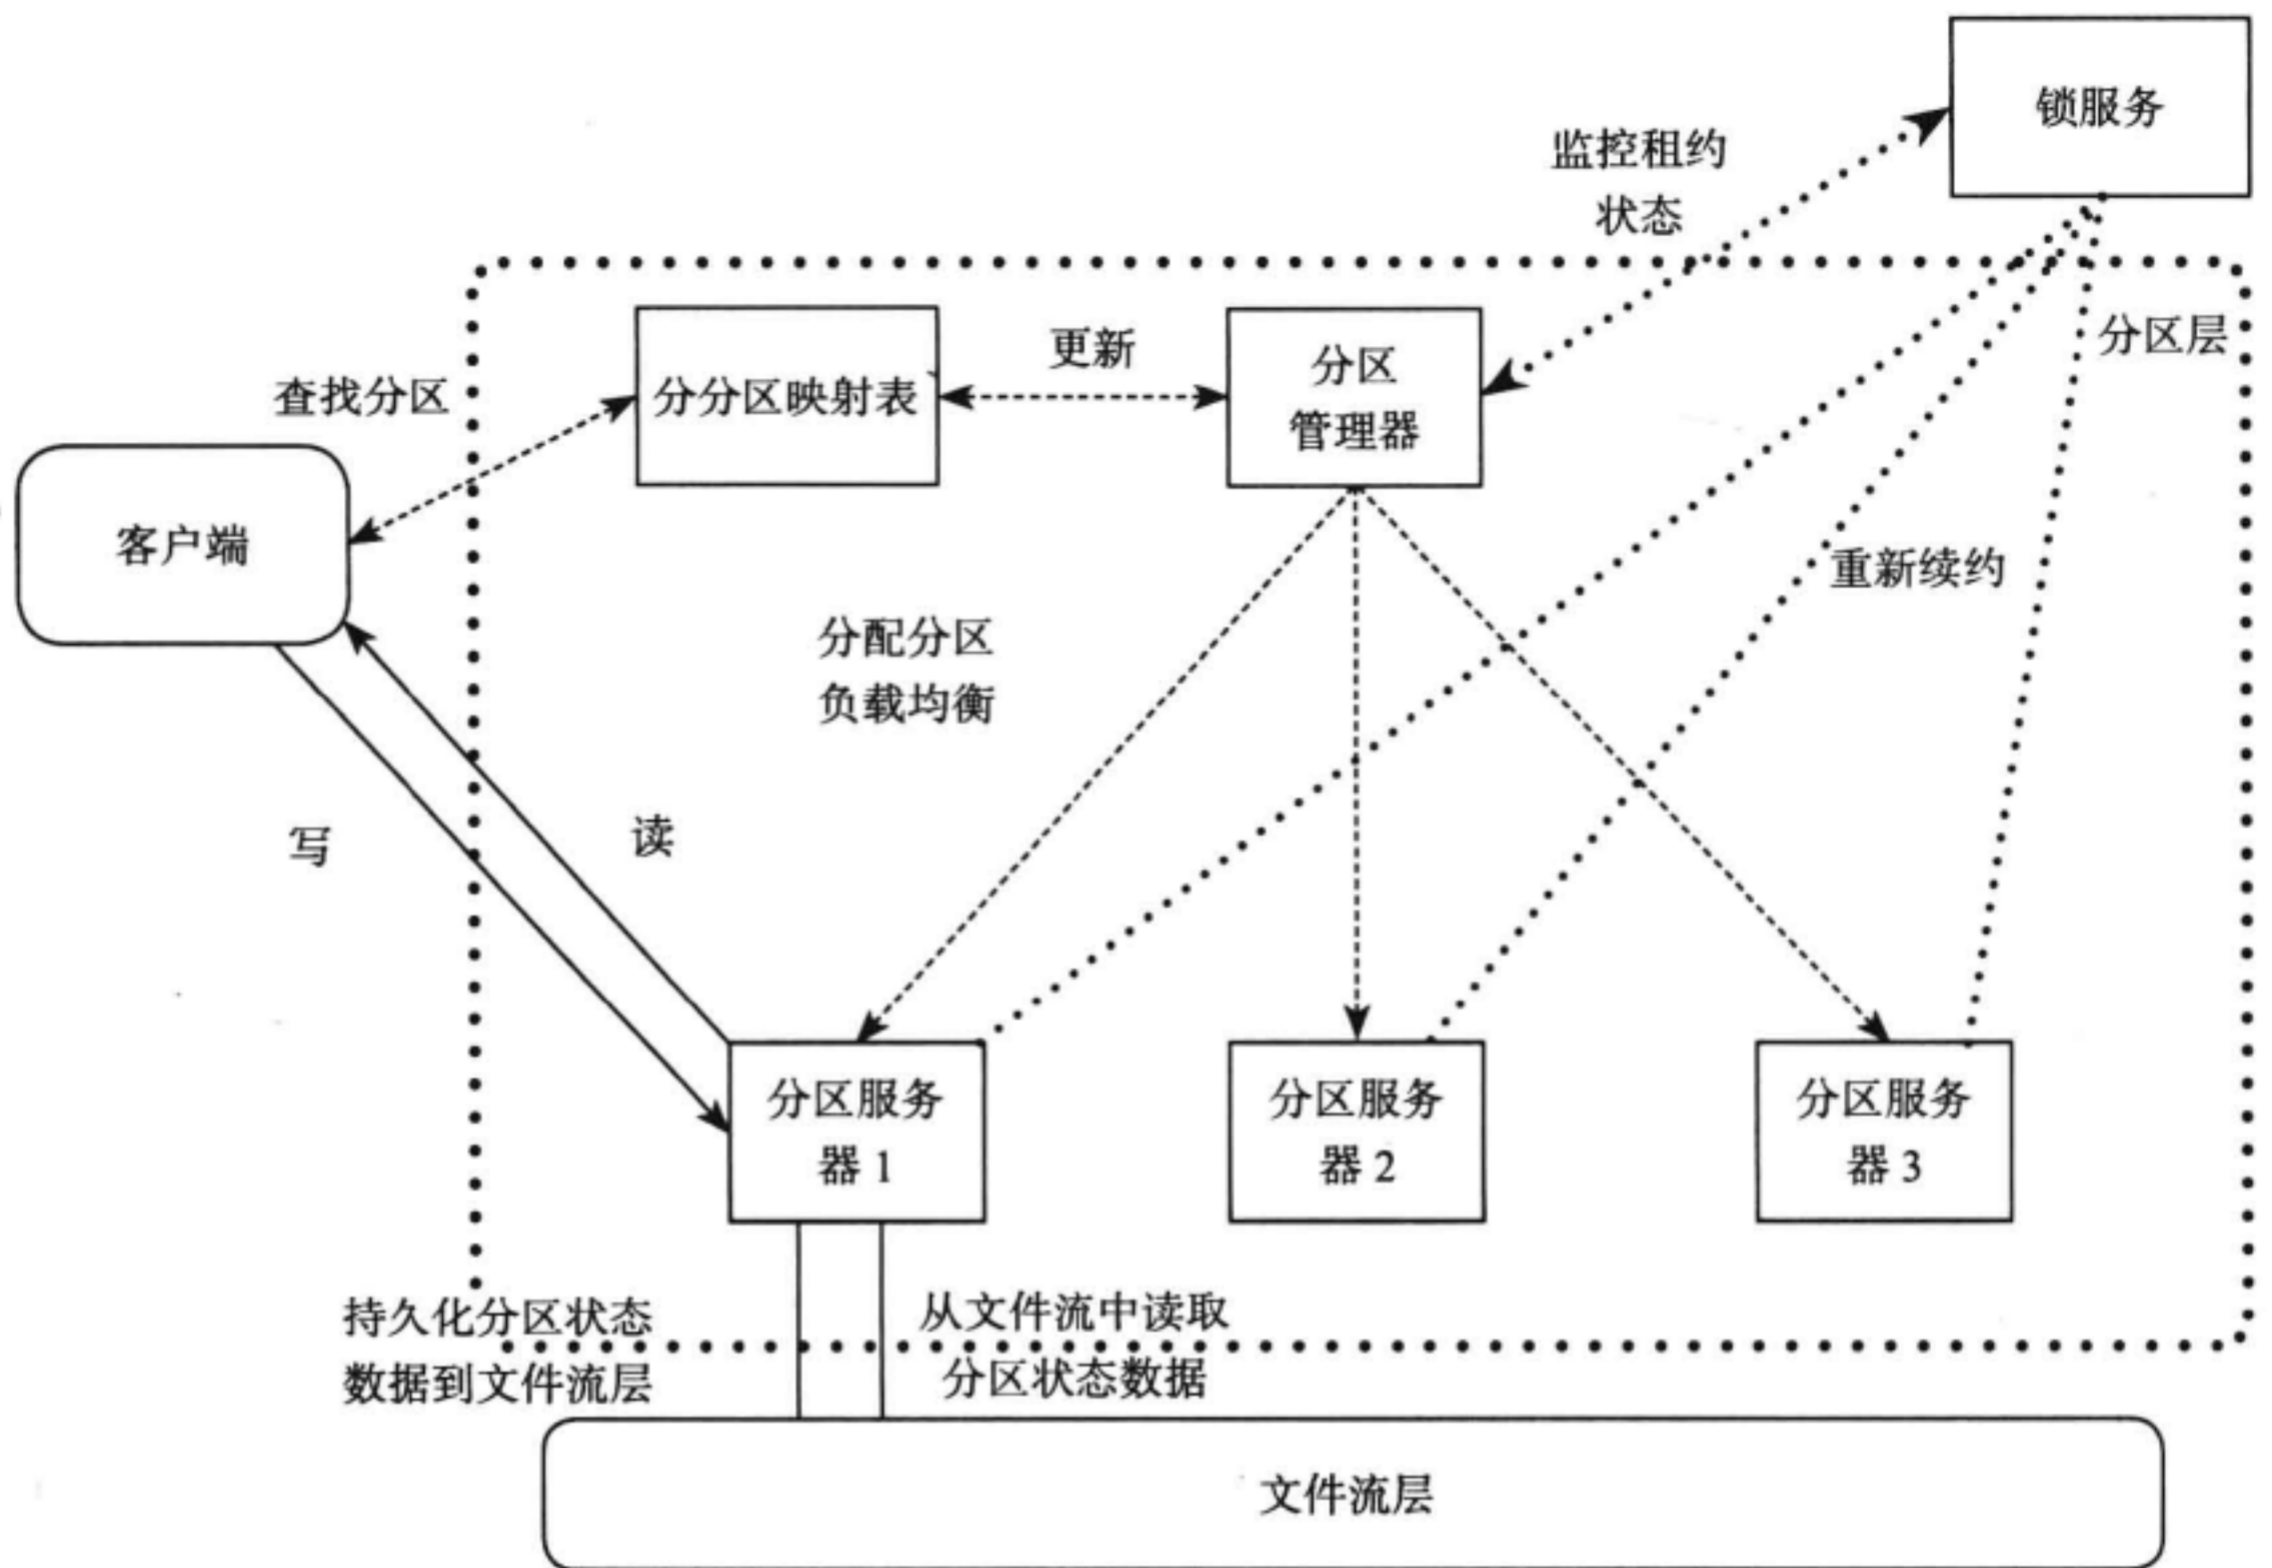 锁服务
监控租约
状态
分区层
查找分区
分分区映射表
更新
分区
管理器
客户端
重新续约
分配分区
负载均衡
写
读
分区服务
器 1
分区服务
器 2
分区服务
器 3
持久化分区状态
数据到文件流层
从文件流中读取
分区状态数据
文件流层